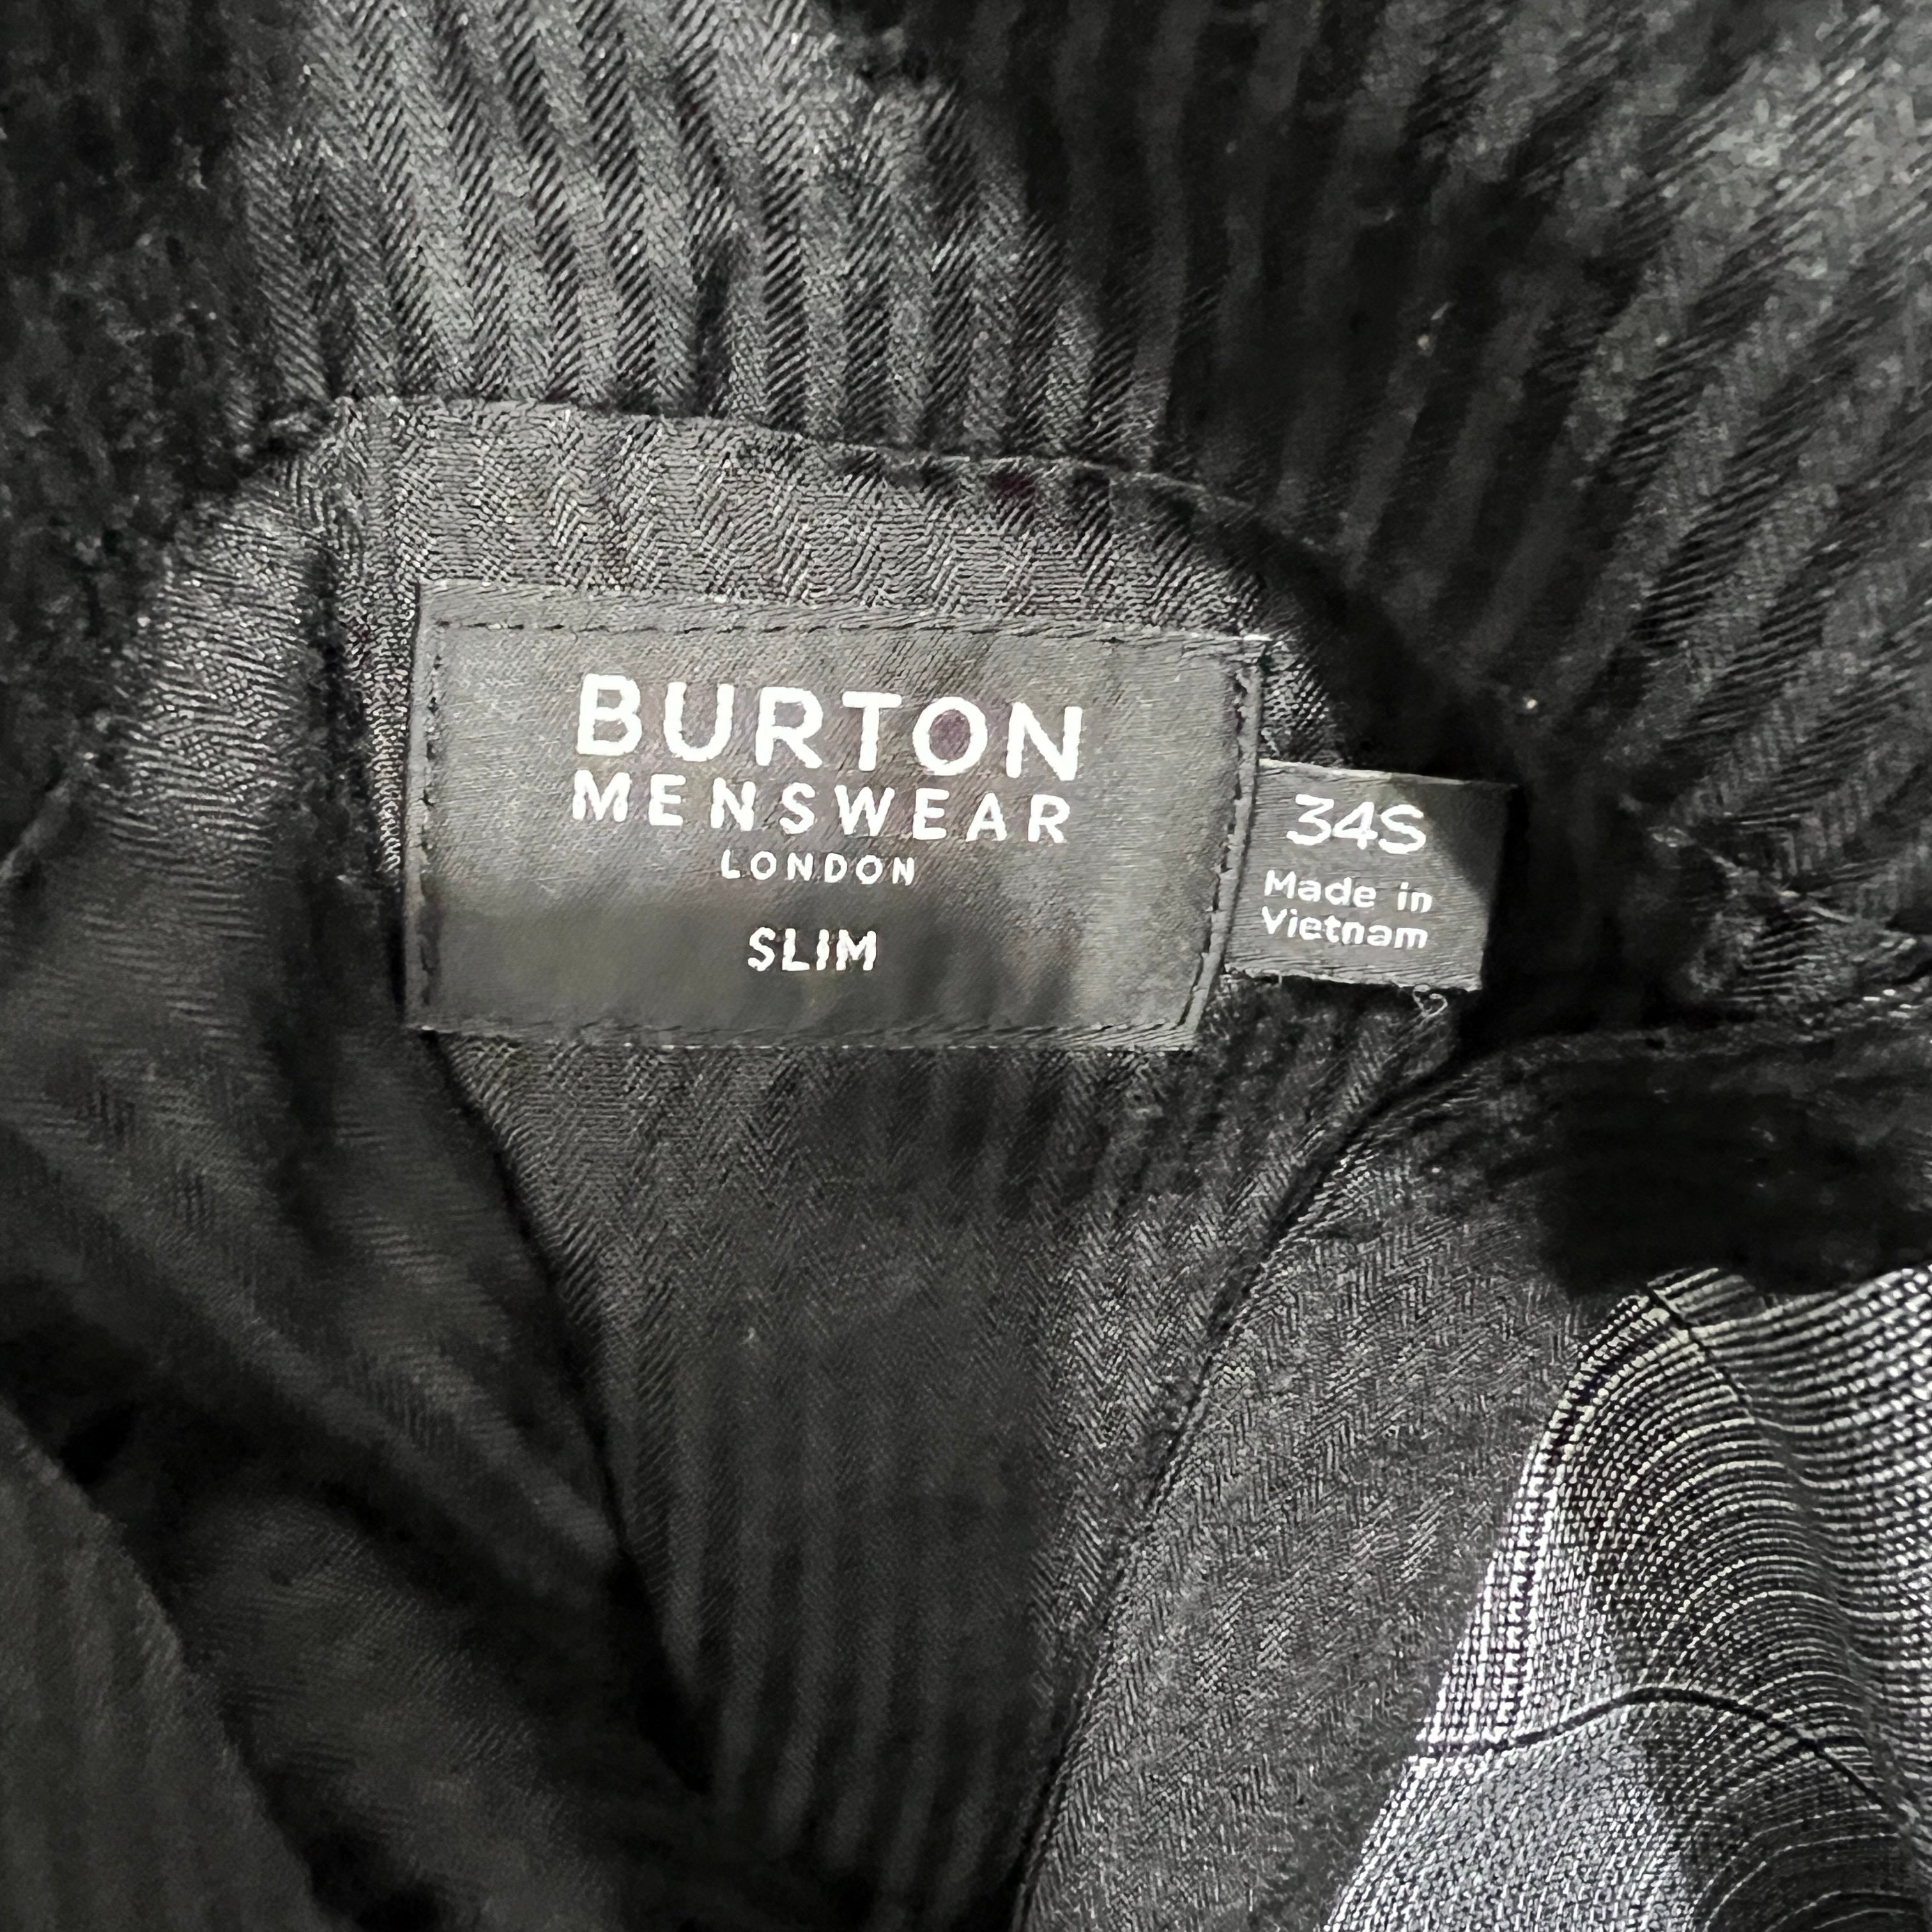 BURTON
MENSWEAR
LONDON
SLIM
34S
Made in
Vietnam